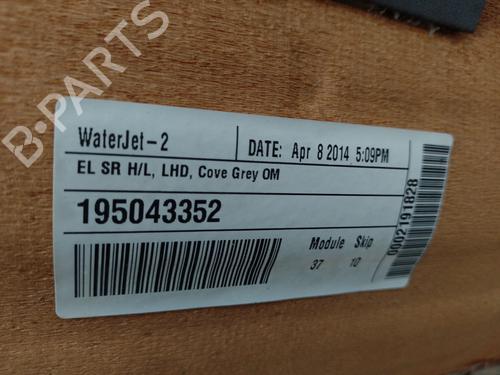 B-PARTS
WaterJet-2
DATE: Apr 8 2014 5:09PM
EL SR H/L, LHD, Cove Grey OM
195043352
Module Skip
37 10
0002191828